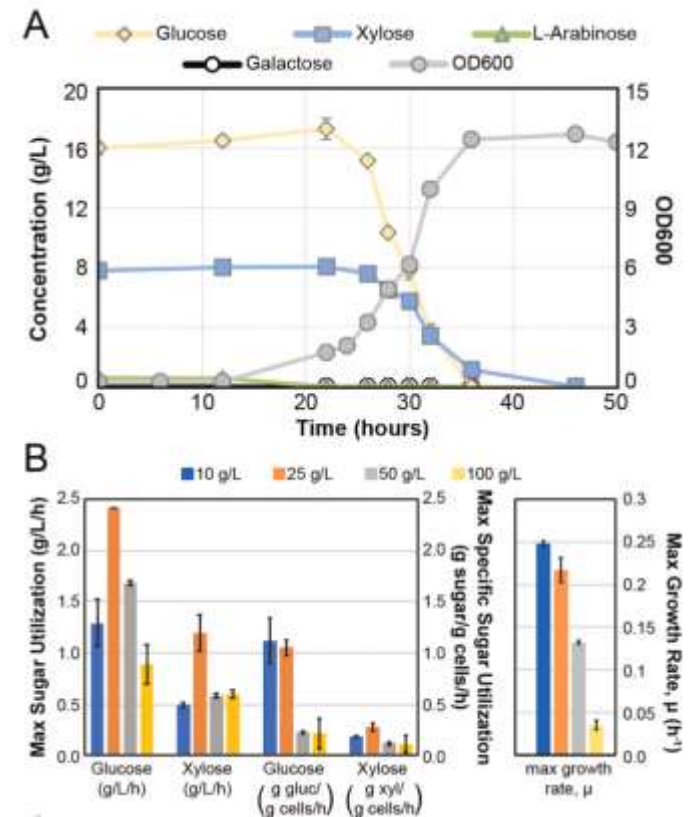 A
Glucose Xylose L-Arabinose
Galactose OD600
20 15
16 12
12 9
8 6
4 3
0 0
0 10 20 30 40 50
Concentration (g/L)
OD600
Time (hours)
B
10 g/L 25 g/L 50 g/L 100 g/L
2.5 2.5 0.3
2.0 2.0 0.25
1.5 1.5 0.2
1.0 1.0 0.15
0.5 0.5 0.1
0.0 0.0 0.05
0.0
Max Sugar Utilization (g/L/h)
Max Specific Sugar Utilization
(g sugar/g cells/h)
Max Growth Rate, µ (h⁻¹)
Glucose Xylose Glucose Xylose max growth
(g/L/h) (g/L/h) (g gluc/ (g xyl/ rate, µ
g cells/h) g cells/h)